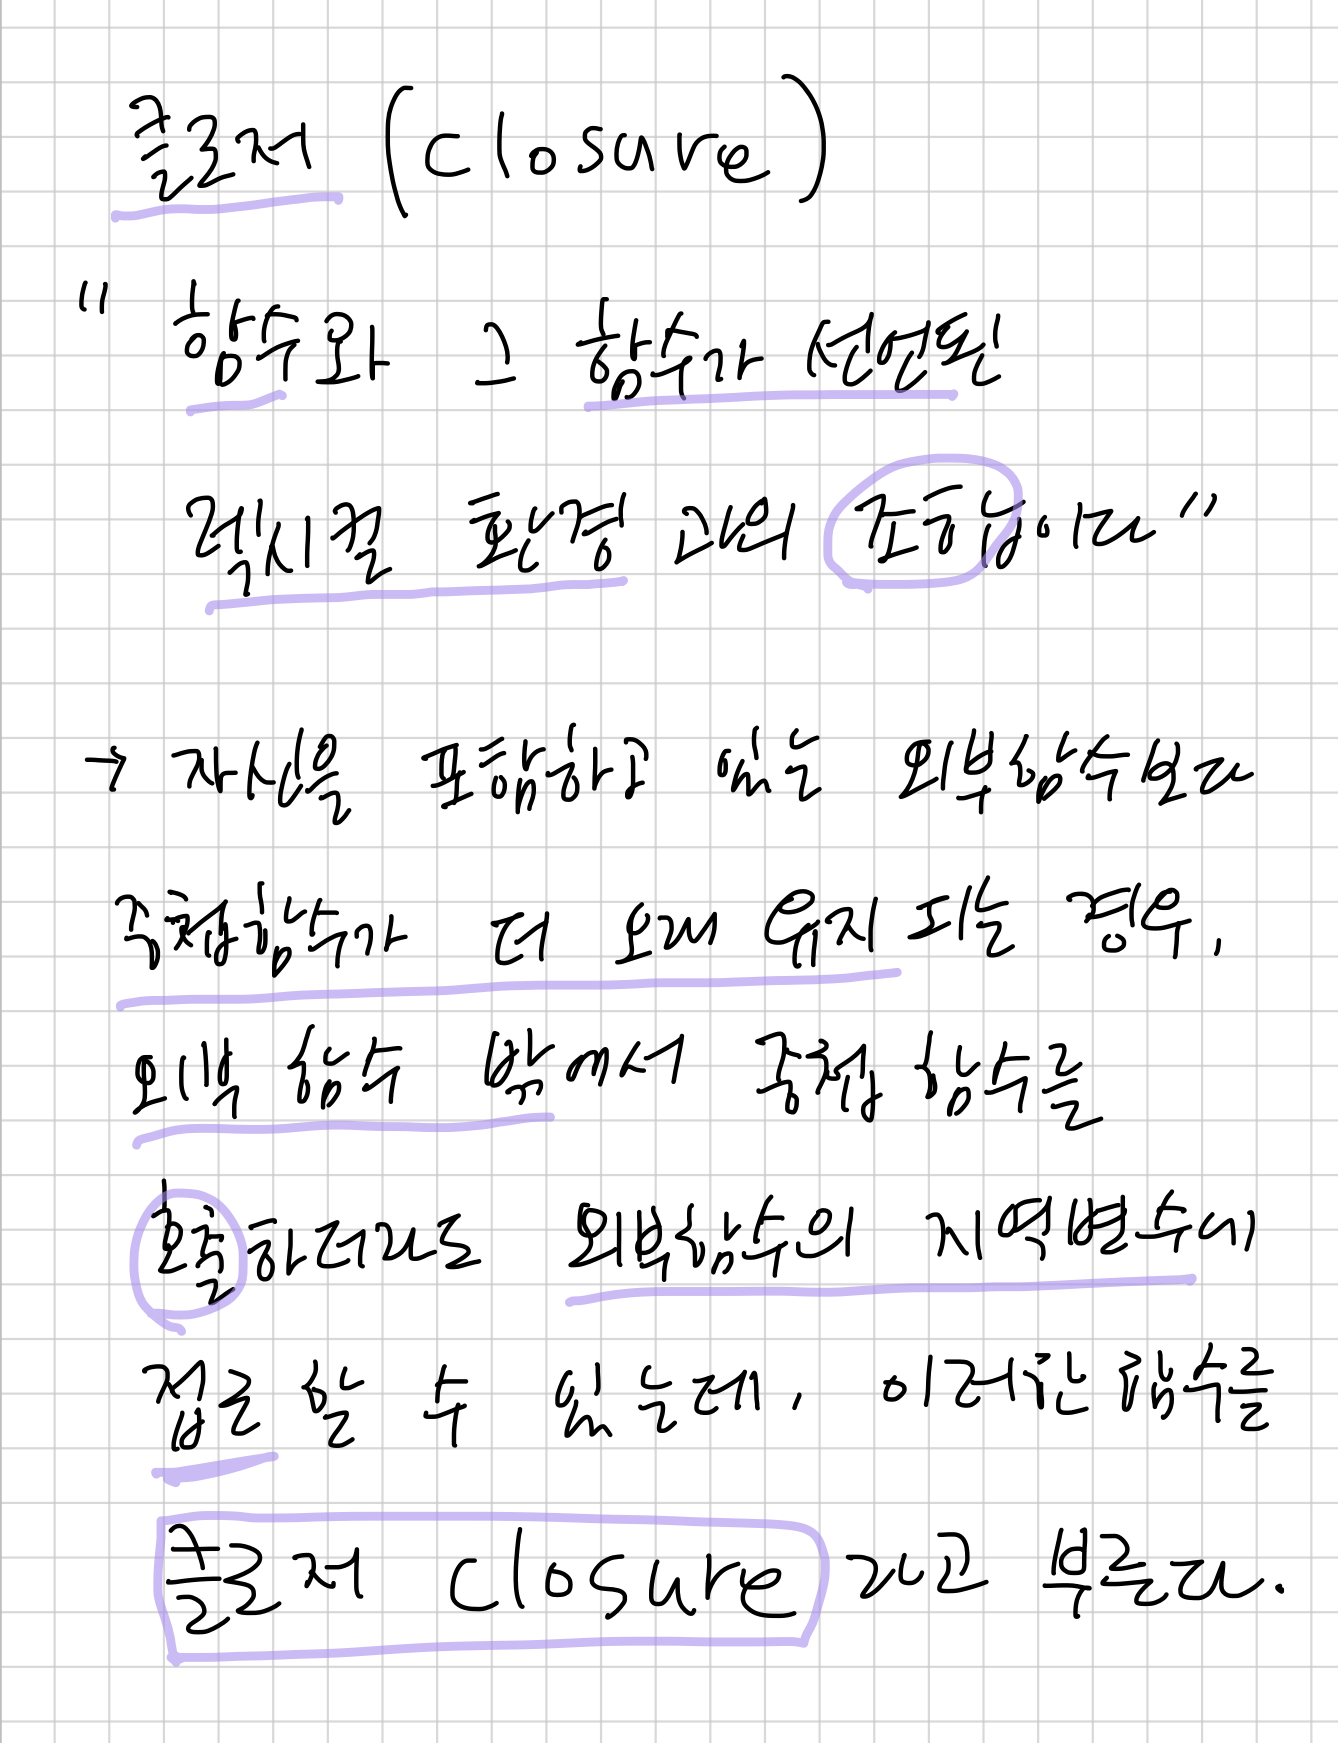 클로저 (closure)
" 함수와 그 함수가 선언된
렉시컬 환경 과의 조합이다"
→ 자신을 포함하고 있는 외부함수보다
중첩함수가 더 오래 유지 되는 경우,
외부 함수 밖에서 중첩 함수를
호출하더라도 외부함수의 지역변수에
접근 할 수 있는데, 이러한 함수를
클로저 closure 라고 부른다.